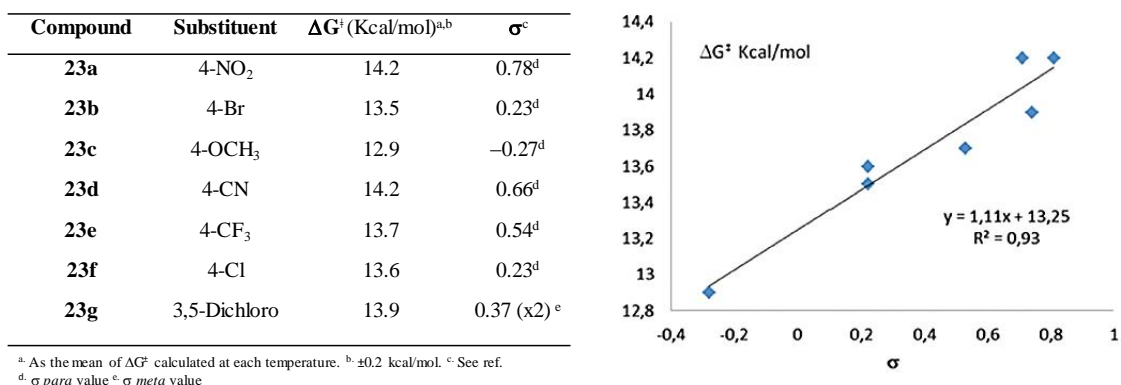 Compound Substituent ΔG‡ (Kcal/mol)a,b σc
23a 4-NO2 14.2 0.78d
23b 4-Br 13.5 0.23d
23c 4-OCH3 12.9 –0.27d
23d 4-CN 14.2 0.66d
23e 4-CF3 13.7 0.54d
23f 4-Cl 13.6 0.23d
23g 3,5-Dichloro 13.9 0.37 (x2) e
a. As the mean of ΔG‡ calculated at each temperature. b. ±0.2 kcal/mol. c. See ref.
d. σ para value e. σ meta value
14,4
14,2
14
13,8
13,6
13,4
13,2
13
12,8
ΔG‡ Kcal/mol
y = 1,11x + 13,25
R² = 0,93
-0,4 -0,2 0 0,2 0,4 0,6 0,8 1
σ